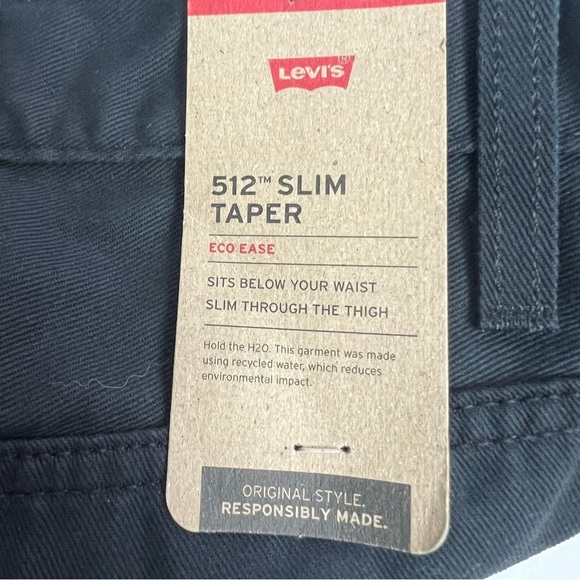 Levi's®
512™ SLIM
TAPER
ECO EASE
SITS BELOW YOUR WAIST
SLIM THROUGH THE THIGH
Hold the H2O. This garment was made
using recycled water, which reduces
environmental impact.
ORIGINAL STYLE.
RESPONSIBLY MADE.